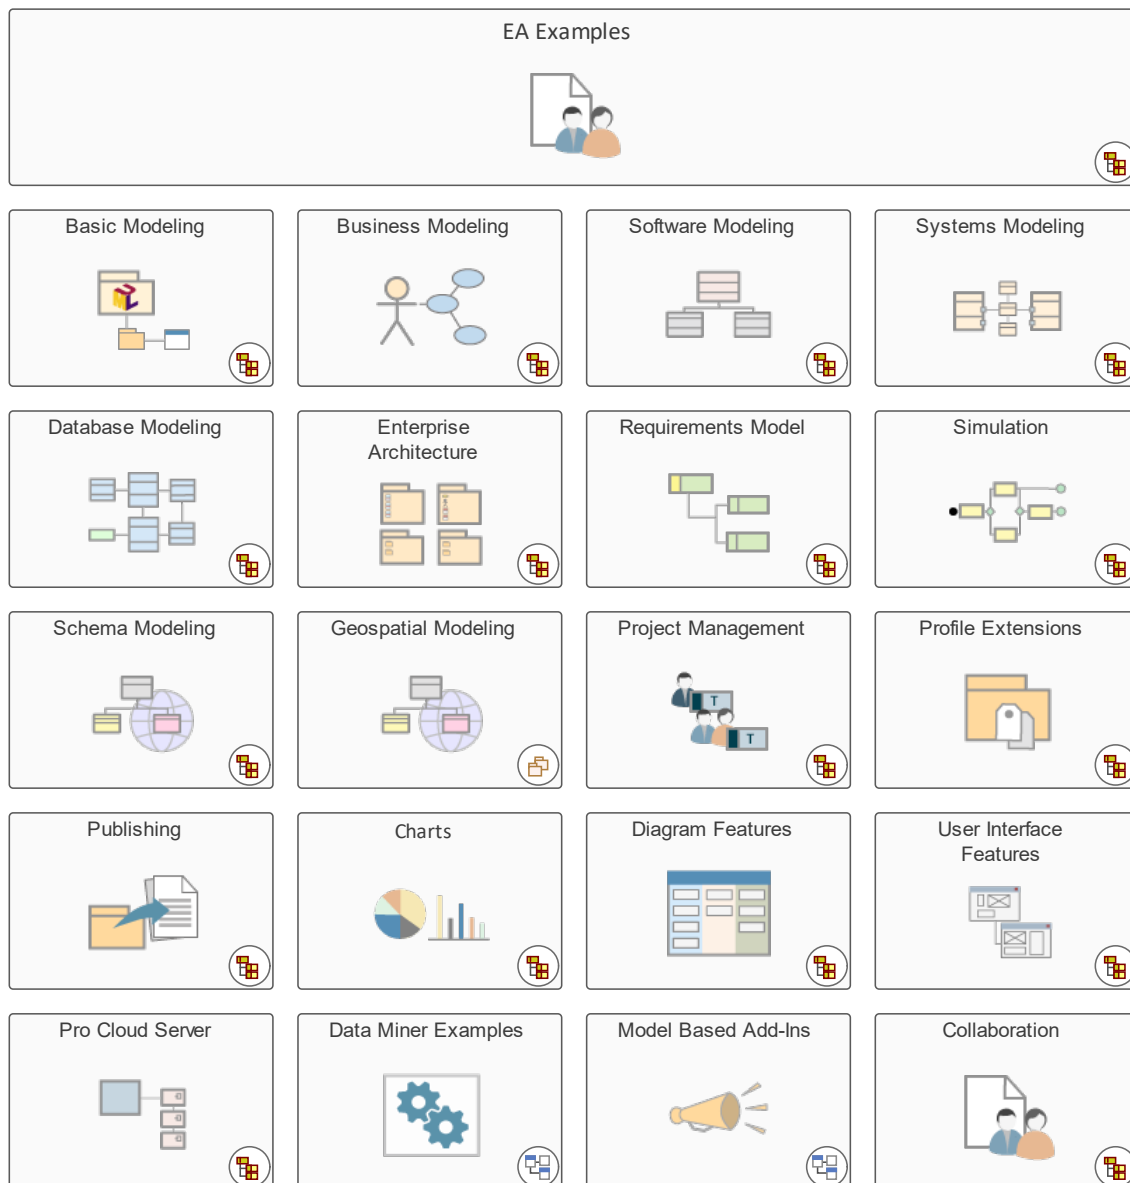 EA Examples
Basic Modeling
Business Modeling
Software Modeling
Systems Modeling
Database Modeling
Enterprise
Architecture
Requirements Model
Simulation
Schema Modeling
Geospatial Modeling
Project Management
T
T
Profile Extensions
Publishing
Charts
Diagram Features
User Interface
Features
Pro Cloud Server
Data Miner Examples
Model Based Add-Ins
Collaboration